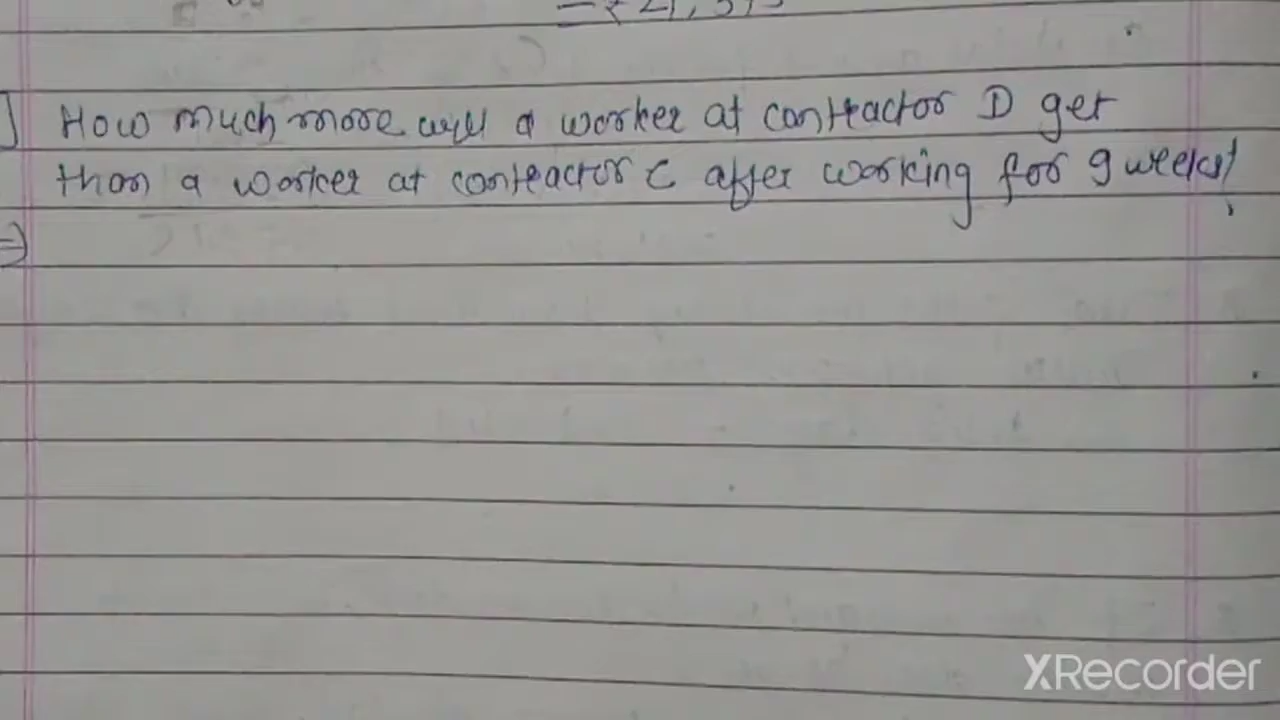 How much more will a worker at contractor D get
than a worker at contractor C after working for 9 weeks?
⇒
XRecorder